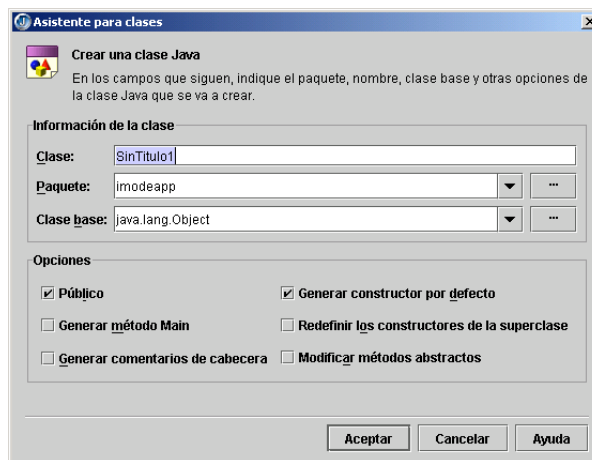 Asistente para clases
Crear una clase Java
En los campos que siguen, indique el paquete, nombre, clase base y otras opciones de
la clase Java que se va a crear.
Información de la clase
Clase: SinTitulo1
Paquete: imodeapp ...
Clase base: java.lang.Object ...
Opciones
Público Generar constructor por defecto
Generar método Main Redefinir los constructores de la superclase
Generar comentarios de cabecera Modificar métodos abstractos
Aceptar Cancelar Ayuda